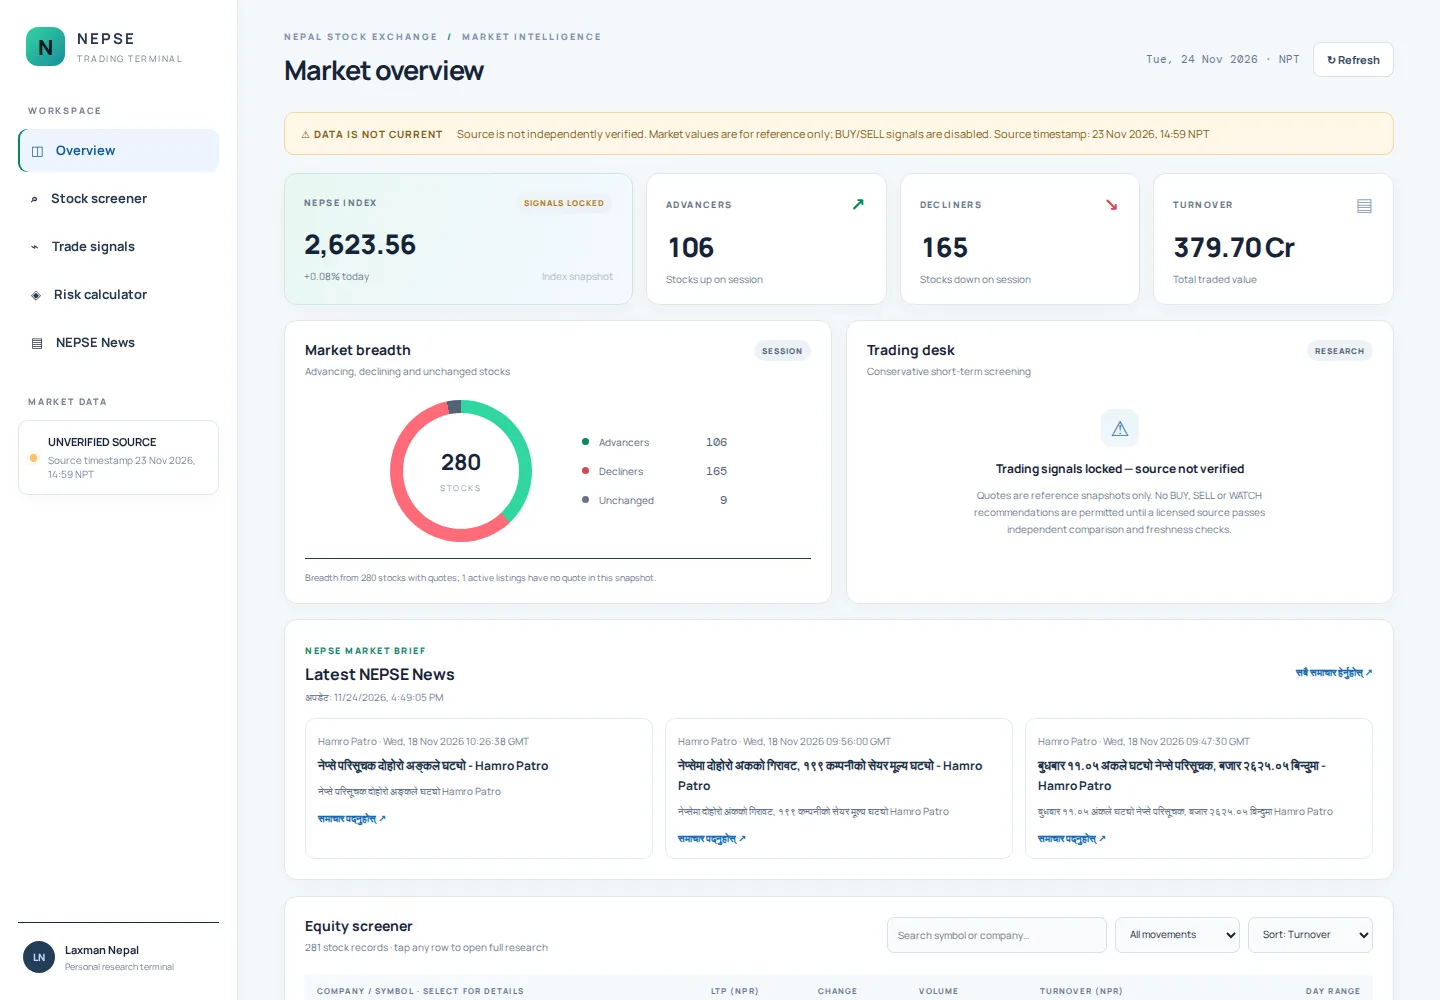 N
NEPSE
TRADING TERMINAL
WORKSPACE
Overview
Stock screener
Trade signals
Risk calculator
NEPSE News
MARKET DATA
UNVERIFIED SOURCE
Source timestamp 23 Nov 2026,
14:59 NPT
LN
Laxman Nepal
Personal research terminal
NEPAL STOCK EXCHANGE / MARKET INTELLIGENCE
Market overview
Tue, 24 Nov 2026 · NPT
↻ Refresh
⚠ DATA IS NOT CURRENT Source is not independently verified. Market values are for reference only; BUY/SELL signals are disabled. Source timestamp: 23 Nov 2026, 14:59 NPT
NEPSE INDEX
SIGNALS LOCKED
2,623.56
+0.08% today
Index snapshot
ADVANCERS ↗
106
Stocks up on session
DECLINERS ↘
165
Stocks down on session
TURNOVER
379.70 Cr
Total traded value
Market breadth
SESSION
Advancing, declining and unchanged stocks
280
STOCKS
Advancers 106
Decliners 165
Unchanged 9
Breadth from 280 stocks with quotes; 1 active listings have no quote in this snapshot.
Trading desk
RESEARCH
Conservative short-term screening
⚠
Trading signals locked — source not verified
Quotes are reference snapshots only. No BUY, SELL or WATCH
recommendations are permitted until a licensed source passes
independent comparison and freshness checks.
NEPSE MARKET BRIEF
Latest NEPSE News
सबै समाचार हेर्नुहोस् ↗
अपडेट: 11/24/2026, 4:49:05 PM
Hamro Patro · Wed, 18 Nov 2026 10:26:38 GMT
नेप्से परिसूचक दोहोरो अङ्कले घट्यो - Hamro Patro
नेप्से परिसूचक दोहोरो अङ्कले घट्यो Hamro Patro
समाचार पढ्नुहोस् ↗
Hamro Patro · Wed, 18 Nov 2026 09:56:00 GMT
नेप्सेमा दोहोरो अंकको गिरावट, १९९ कम्पनीको सेयर मूल्य घट्यो - Hamro
Patro
नेप्सेमा दोहोरो अंकको गिरावट, १९९ कम्पनीको सेयर मूल्य घट्यो Hamro Patro
समाचार पढ्नुहोस् ↗
Hamro Patro · Wed, 18 Nov 2026 09:47:30 GMT
बुधबार ११.०५ अंकले घट्यो नेप्से परिसूचक, बजार २६२५.०५ बिन्दुमा -
Hamro Patro
बुधबार ११.०५ अंकले घट्यो नेप्से परिसूचक, बजार २६२५.०५ बिन्दुमा Hamro Patro
समाचार पढ्नुहोस् ↗
Equity screener
281 stock records · tap any row to open full research
Search symbol or company...
All movements
Sort: Turnover
COMPANY / SYMBOL · SELECT FOR DETAILS LTP (NPR) CHANGE VOLUME TURNOVER (NPR) DAY RANGE